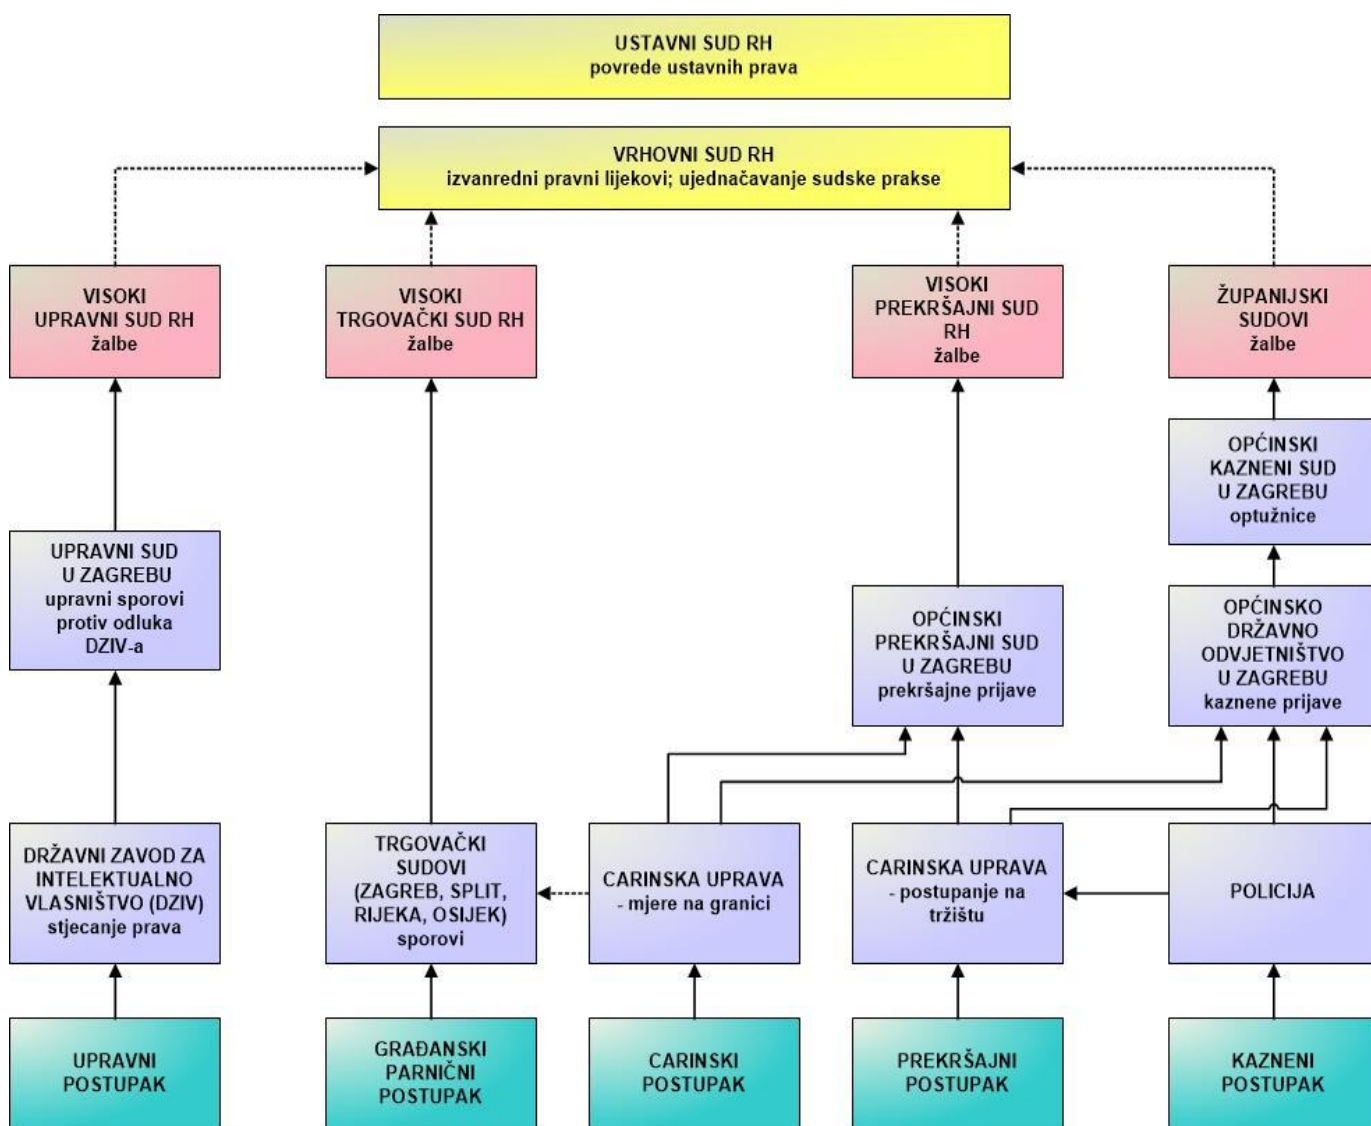 USTAVNI SUD RH
povrede ustavnih prava
VRHOVNI SUD RH
izvanredni pravni lijekovi; ujednačavanje sudske prakse
VISOKI
UPRAVNI SUD RH
žalbe
VISOKI
TRGOVAČKI SUD RH
žalbe
VISOKI
PREKRŠAJNI SUD
RH
žalbe
ŽUPANIJSKI
SUDOVI
žalbe
OPĆINSKI
KAZNENI SUD
U ZAGREBU
optužnice
UPRAVNI SUD
U ZAGREBU
upravni sporovi
protiv odluka
DZIV-a
OPĆINSKI
PREKRŠAJNI SUD
U ZAGREBU
prekršajne prijave
OPĆINSKO
DRŽAVNO
ODVJETNIŠTVO
U ZAGREBU
kaznene prijave
DRŽAVNI ZAVOD ZA
INTELEKTUALNO
VLASNIŠTVO (DZIV)
stjecanje prava
TRGOVAČKI
SUDOVI
(ZAGREB, SPLIT,
RIJEKA, OSIJEK)
sporovi
CARINSKA UPRAVA
- mjere na granici
CARINSKA UPRAVA
- postupanje na
tržištu
POLICIJA
UPRAVNI
POSTUPAK
GRAĐANSKI
PARNIČNI
POSTUPAK
CARINSKI
POSTUPAK
PREKRŠAJNI
POSTUPAK
KAZNENI
POSTUPAK